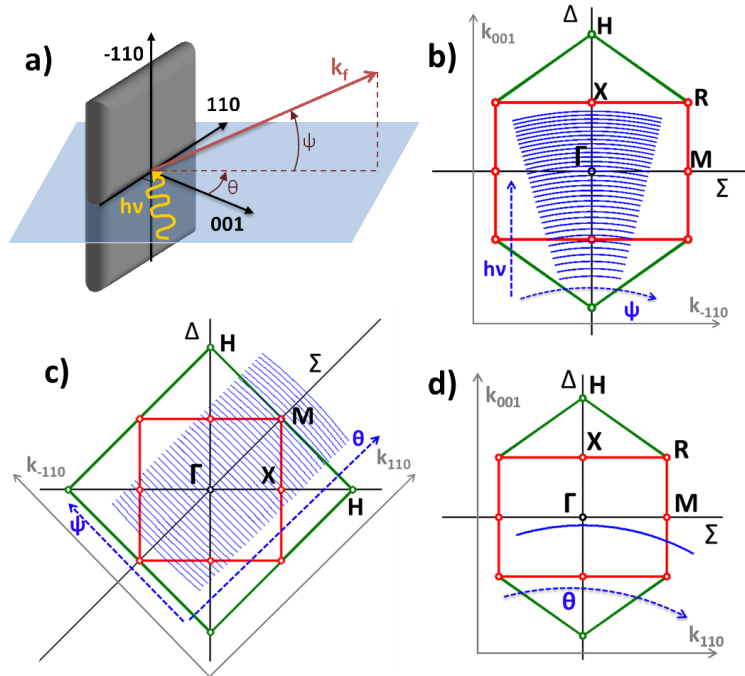 a)
-110
k_f
110
ψ
θ
hν
001
b)
k_001
Δ
H
X
R
Γ
M
Σ
hν
ψ
k_-110
c)
Δ
H
Σ
M
θ
k_-110
Γ
X
k_110
H
ψ
d)
k_001
Δ
H
X
R
Γ
M
Σ
θ
k_110